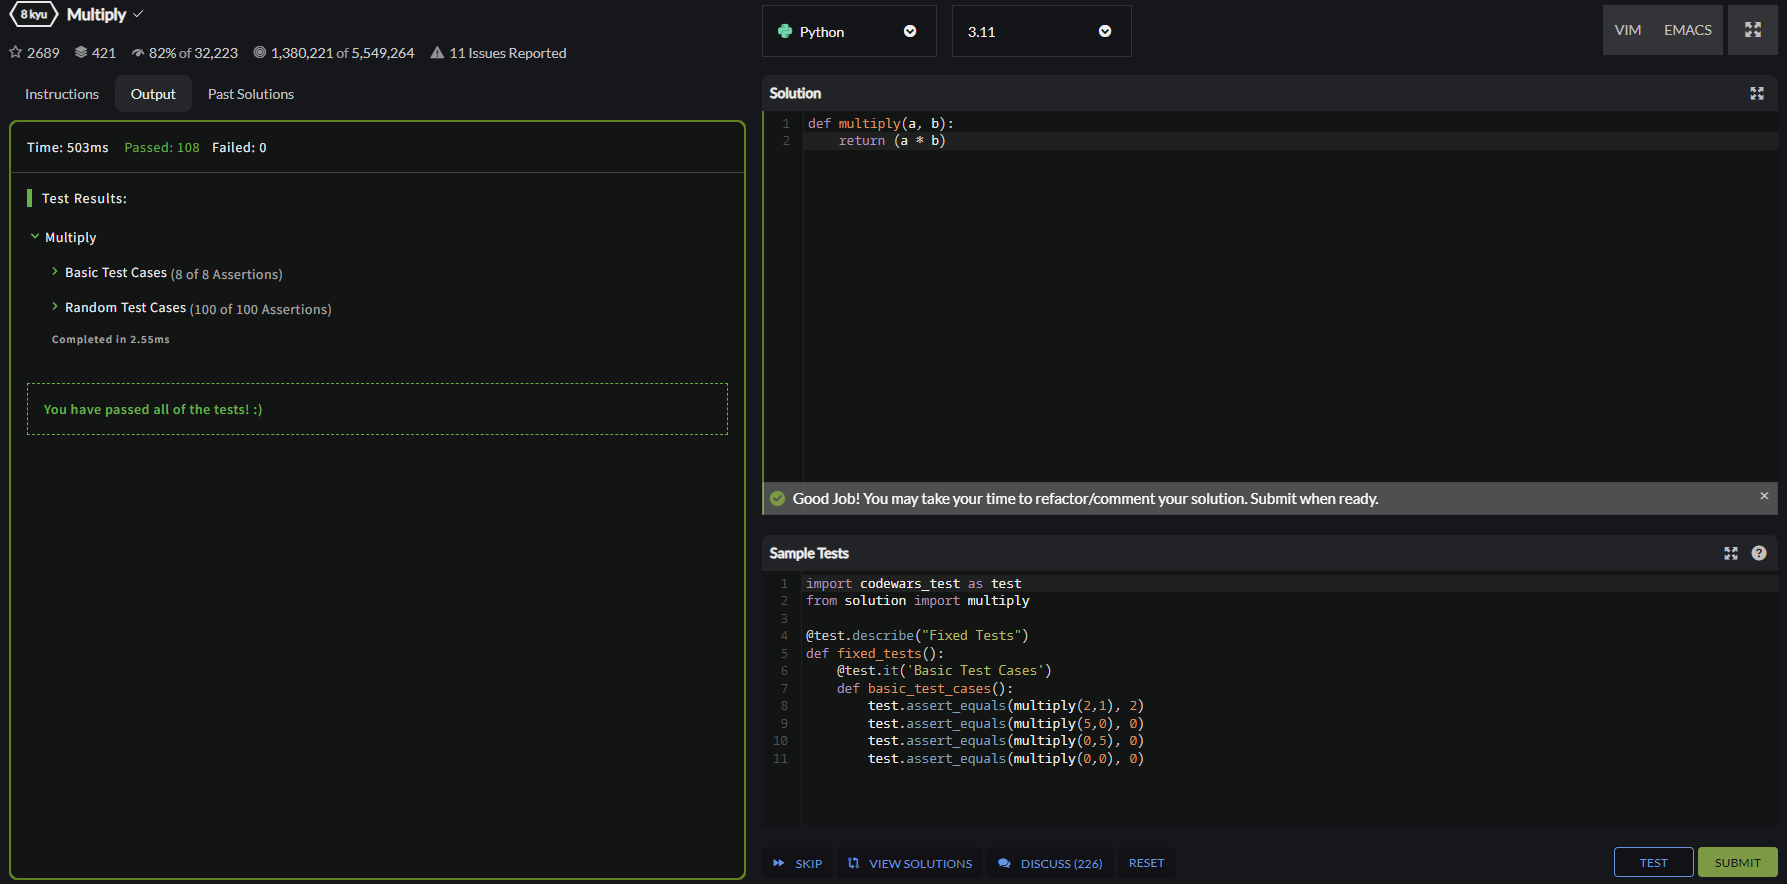 8 kyu Multiply
2689 421 82% of 32,223 1,380,221 of 5,549,264 11 Issues Reported
Instructions Output Past Solutions
Time: 503ms Passed: 108 Failed: 0
Test Results:
Multiply
Basic Test Cases (8 of 8 Assertions)
Random Test Cases (100 of 100 Assertions)
Completed in 2.55ms
You have passed all of the tests! :)
Python 3.11 VIM EMACS
Solution
1 def multiply(a, b):
2     return (a * b)
Good Job! You may take your time to refactor/comment your solution. Submit when ready. ×
Sample Tests ?
1 import codewars_test as test
2 from solution import multiply
3
4 @test.describe("Fixed Tests")
5 def fixed_tests():
6     @test.it('Basic Test Cases')
7     def basic_test_cases():
8         test.assert_equals(multiply(2,1), 2)
9         test.assert_equals(multiply(5,0), 0)
10         test.assert_equals(multiply(0,5), 0)
11         test.assert_equals(multiply(0,0), 0)
SKIP VIEW SOLUTIONS DISCUSS (226) RESET TEST SUBMIT